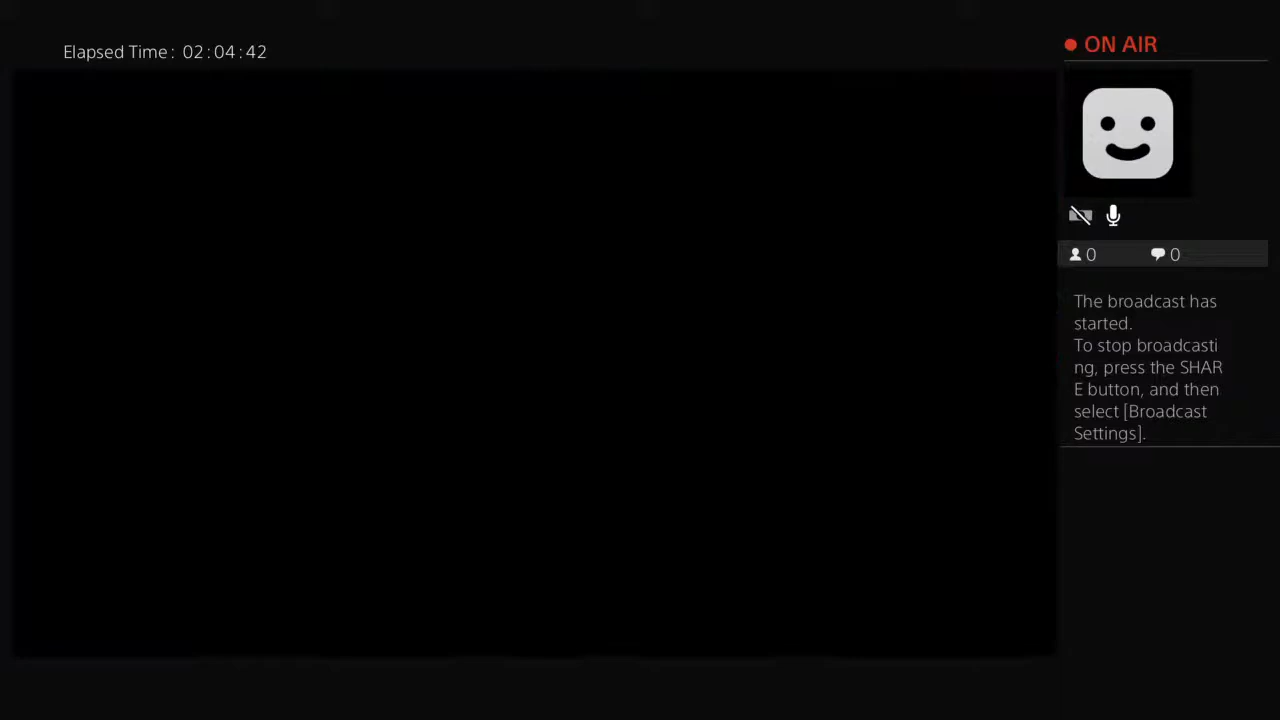 Elapsed Time: 02:04:42
ON AIR
0 0
The broadcast has
started.
To stop broadcasti
ng, press the SHAR
E button, and then
select [Broadcast
Settings].